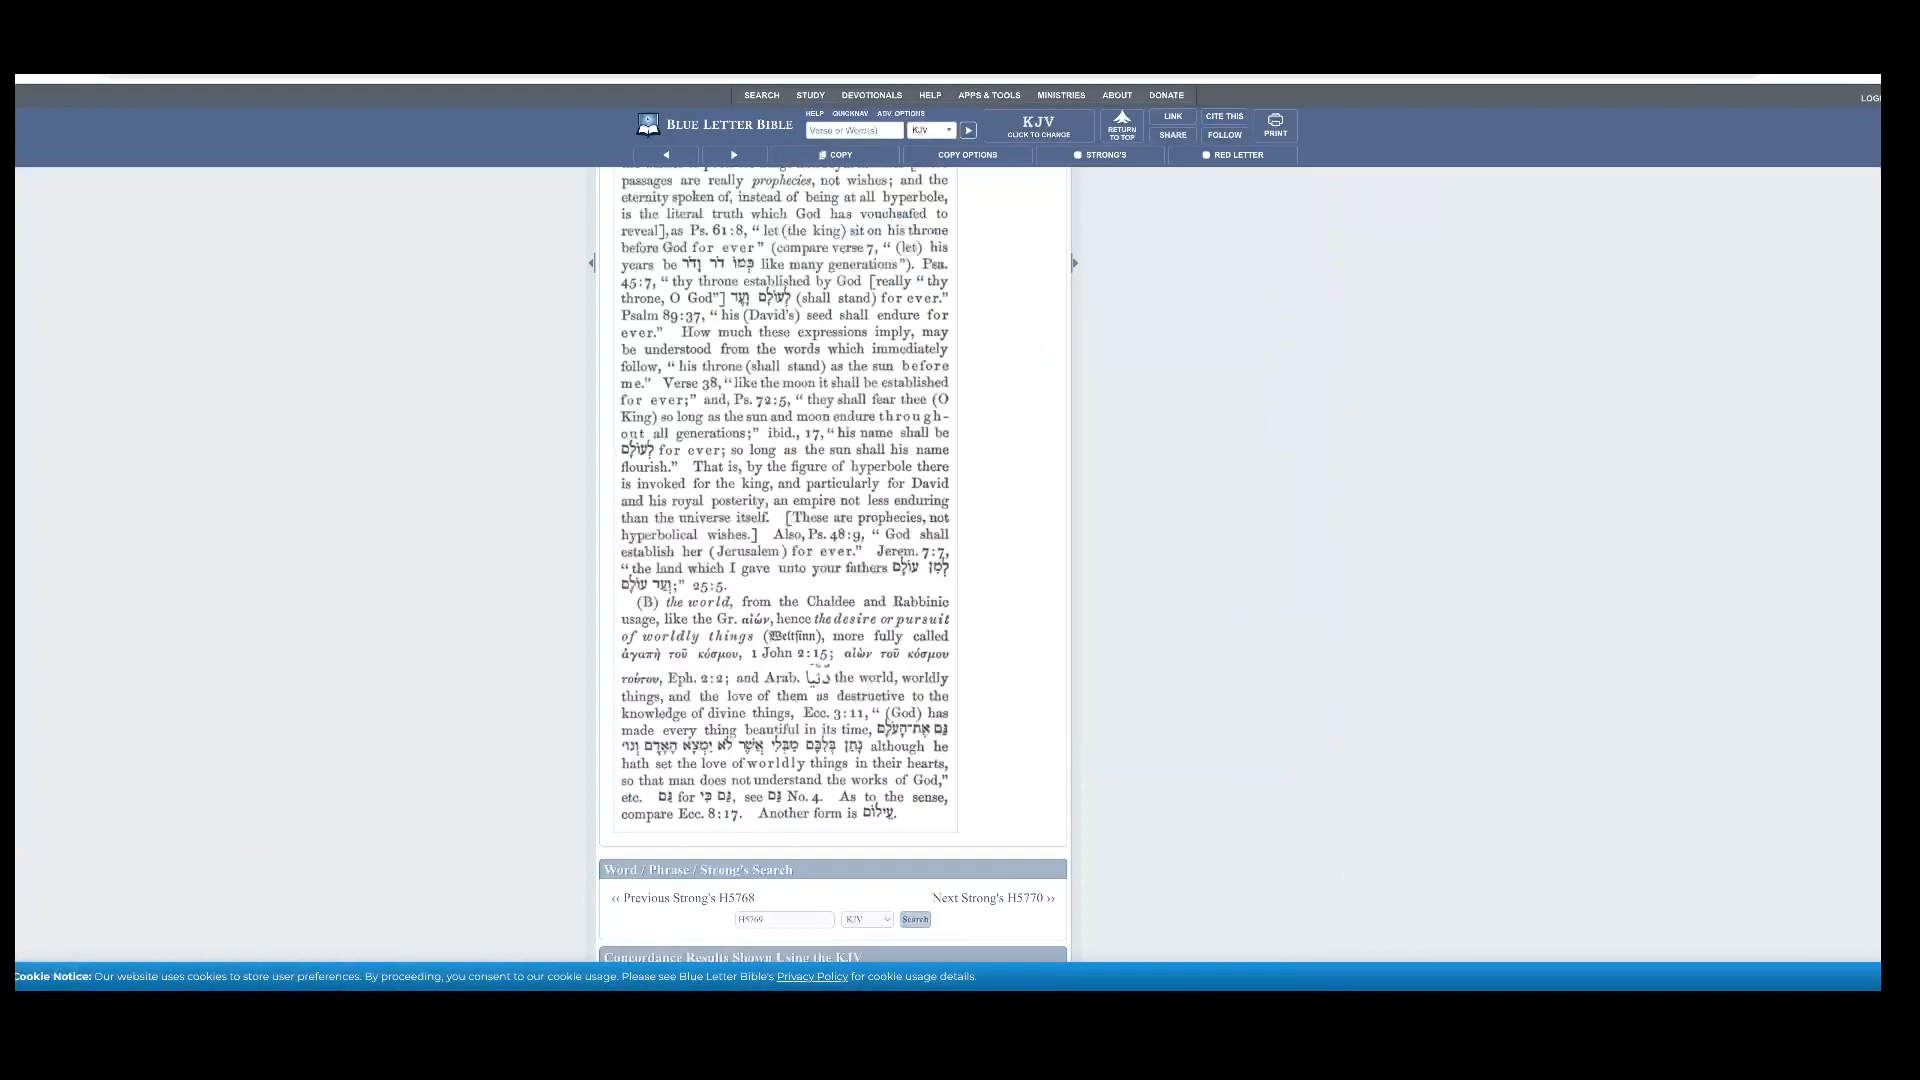 SEARCH STUDY DEVOTIONALS HELP APPS & TOOLS MINISTRIES ABOUT DONATE
LOG
BLUE LETTER BIBLE
HELP QUICKNAV ADV. OPTIONS
Verse or Word(s) KJV
KJV
CLICK TO CHANGE
RETURN
TO TOP
LINK CITE THIS
SHARE FOLLOW
PRINT
COPY COPY OPTIONS STRONG'S RED LETTER
passages are really prophecies, not wishes; and the
eternity spoken of, instead of being at all hyperbole,
is the literal truth which God has vouchsafed to
reveal], as Ps. 61:8, “ let (the king) sit on his throne
before God for ever” (compare verse 7, “ (let) his
years be כְּמוֹ דֹר וָדֹר like many generations”). Psa.
45:7, “ thy throne established by God [really “ thy
throne, O God”] לְעוֹלָם וָעֶד (shall stand) for ever.”
Psalm 89:37, “ his (David's) seed shall endure for
ever.” How much these expressions imply, may
be understood from the words which immediately
follow, “ his throne (shall stand) as the sun before
me.” Verse 38, “like the moon it shall be established
for ever;” and, Ps. 72:5, “ they shall fear thee (O
King) so long as the sun and moon endure through-
out all generations;” ibid., 17, “ his name shall be
לְעוֹלָם for ever; so long as the sun shall his name
flourish.” That is, by the figure of hyperbole there
is invoked for the king, and particularly for David
and his royal posterity, an empire not less enduring
than the universe itself. [These are prophecies, not
hyperbolical wishes.] Also, Ps. 48:9, “ God shall
establish her (Jerusalem) for ever.” Jerem. 7:7,
“ the land which I gave unto your fathers לְמִן עוֹלָם
וְעַד עוֹלָם;” 25:5.
(B) the world, from the Chaldee and Rabbinic
usage, like the Gr. αἰών, hence the desire or pursuit
of worldly things (Weltsinn), more fully called
ἀγαπὴ τοῦ κόσμου, 1 John 2:15; αἰὼν τοῦ κόσμου
τούτου, Eph. 2:2; and Arab. دنيا the world, worldly
things, and the love of them as destructive to the
knowledge of divine things, Ecc. 3:11, “ (God) has
made every thing beautiful in its time, גַּם אֶת־הָעֹלָם
נָתַן בְּלִבָּם מִבְּלִי אֲשֶׁר לֹא יִמְצָא הָאָדָם וְגוֹ׳ although he
hath set the love of worldly things in their hearts,
so that man does not understand the works of God,”
etc. גַּם for גַּם כִּי, see גַּם No. 4. As to the sense,
compare Ecc. 8:17. Another form is עֵילוֹם.
Word / Phrase / Strong's Search
‹‹ Previous Strong's H5768 Next Strong's H5770 ››
H5769 KJV Search
Concordance Results Shown Using the KJV
Cookie Notice: Our website uses cookies to store user preferences. By proceeding, you consent to our cookie usage. Please see Blue Letter Bible's Privacy Policy for cookie usage details.